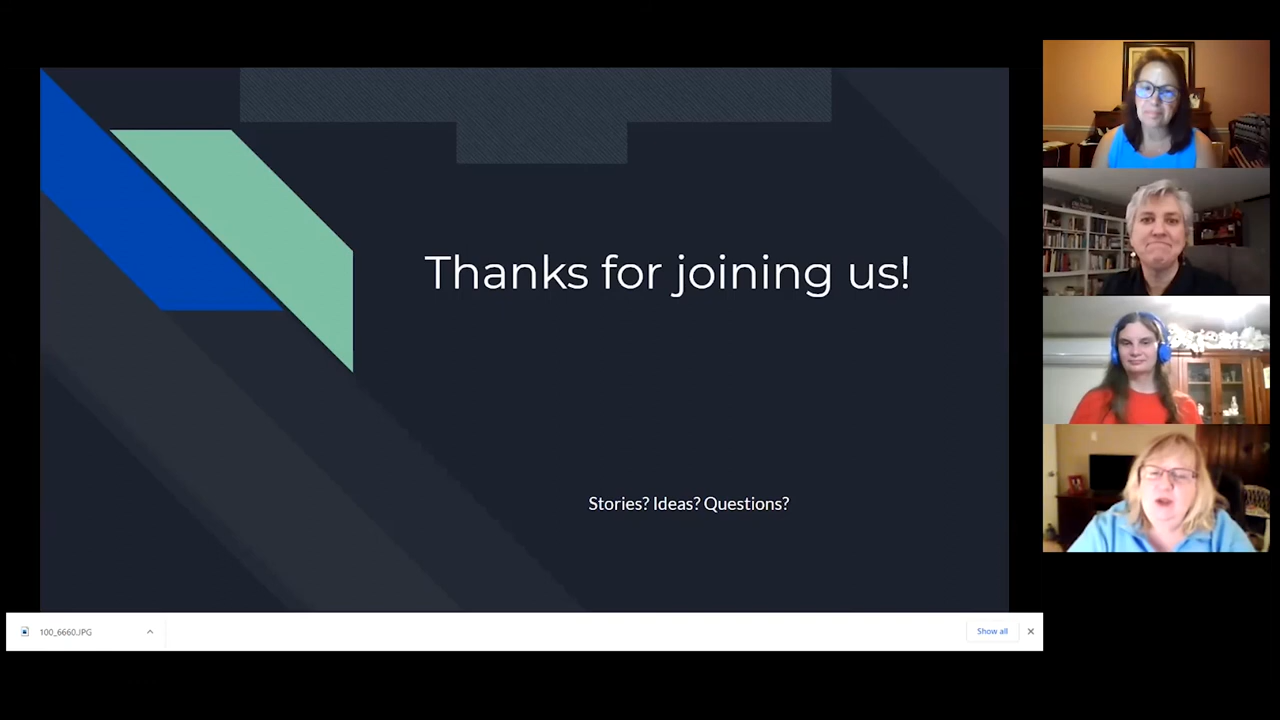 Thanks for joining us!
Stories? Ideas? Questions?
100_6660.JPG
Show all